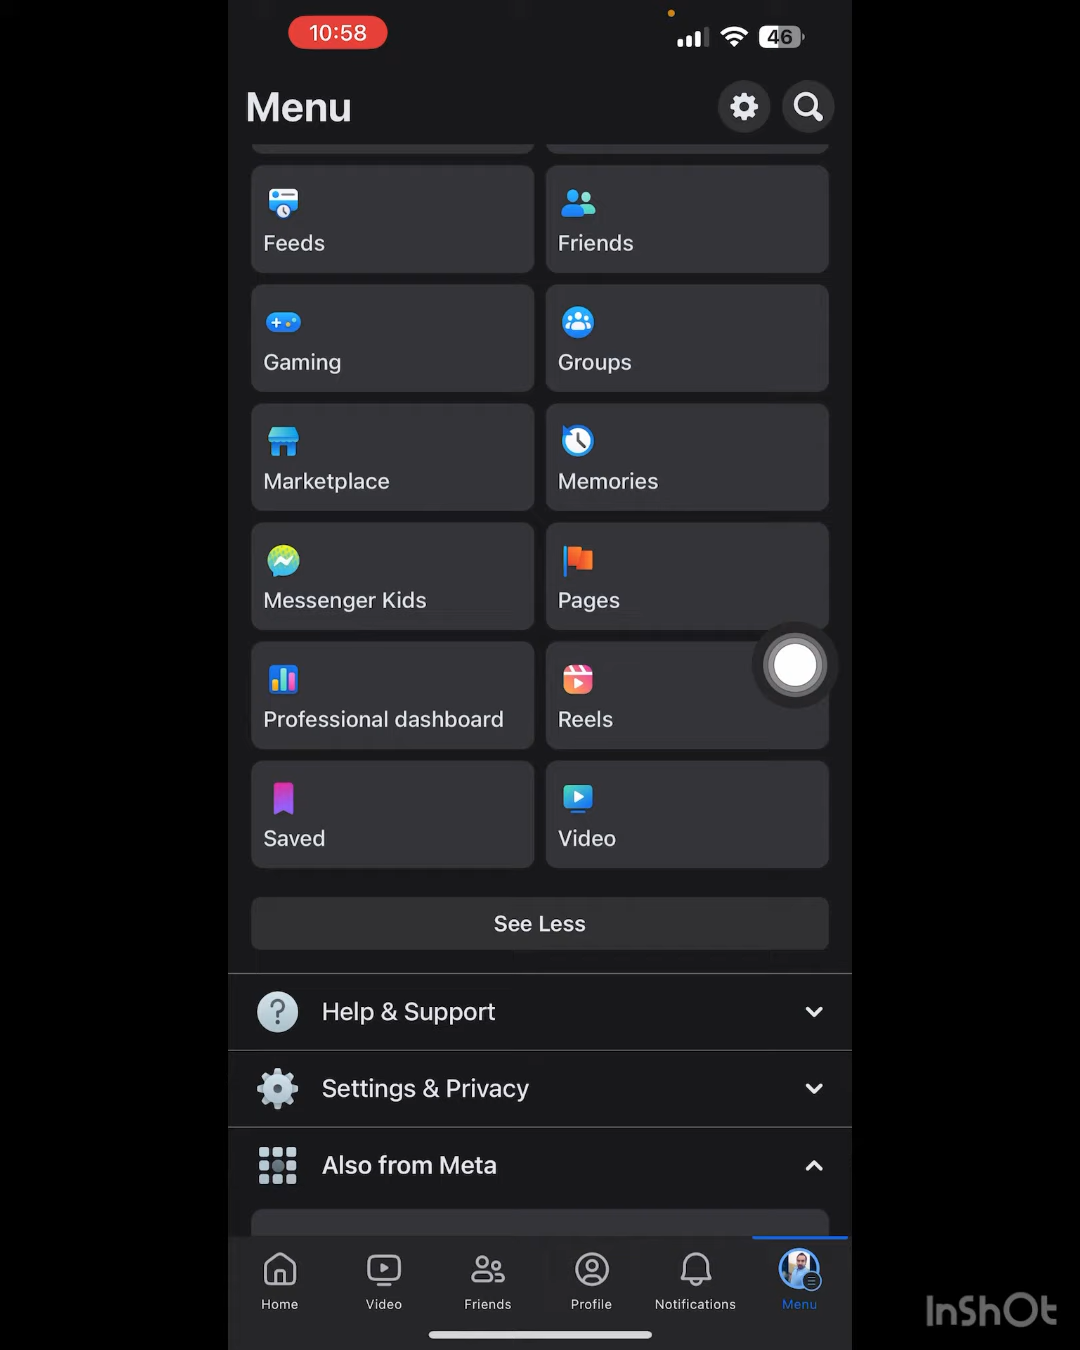 10:58
46
Menu
Feeds
Friends
Gaming
Groups
Marketplace
Memories
Messenger Kids
Pages
Professional dashboard
Reels
Saved
Video
See Less
Help & Support
Settings & Privacy
Also from Meta
Home
Video
Friends
Profile
Notifications
Menu
InShOt